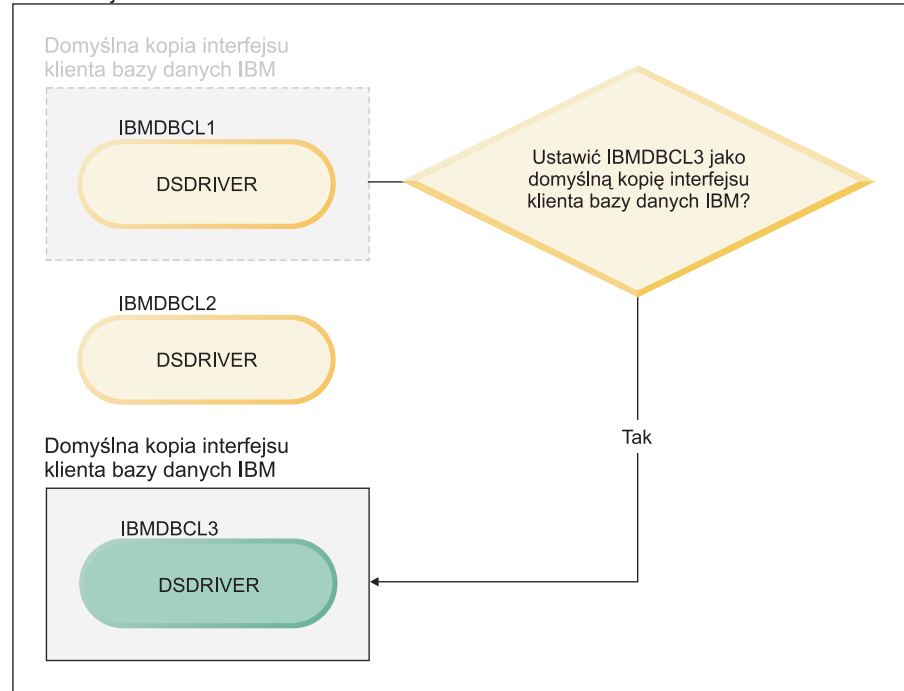 Domyślna kopia interfejsu
klienta bazy danych IBM
IBMDBCL1
DSDRIVER
Ustawić IBMDBCL3 jako
domyślną kopię interfejsu
klienta bazy danych IBM?
IBMDBCL2
DSDRIVER
Tak
Domyślna kopia interfejsu
klienta bazy danych IBM
IBMDBCL3
DSDRIVER